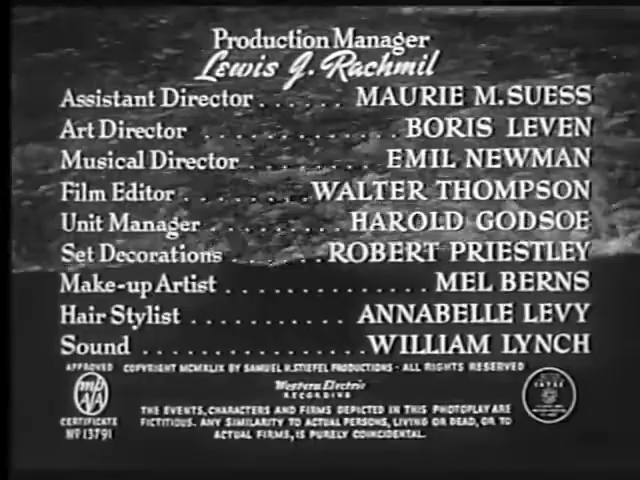 Production Manager
Lewis J. Rachmil
Assistant Director ...... MAURIE M. SUESS
Art Director ............. BORIS LEVEN
Musical Director .......... EMIL NEWMAN
Film Editor ......... WALTER THOMPSON
Unit Manager ......... HAROLD GODSOE
Set Decorations ...... ROBERT PRIESTLEY
Make-up Artist .............. MEL BERNS
Hair Stylist ........... ANNABELLE LEVY
Sound ............... WILLIAM LYNCH
APPROVED COPYRIGHT MCMXLIX BY SAMUEL H. STIEFEL PRODUCTIONS - ALL RIGHTS RESERVED
MPAA
Western Electric
RECORDING
IATSE
CERTIFICATE
Nº 13791
THE EVENTS, CHARACTERS AND FIRMS DEPICTED IN THIS PHOTOPLAY ARE
FICTITIOUS. ANY SIMILARITY TO ACTUAL PERSONS, LIVING OR DEAD, OR TO
ACTUAL FIRMS, IS PURELY COINCIDENTAL.